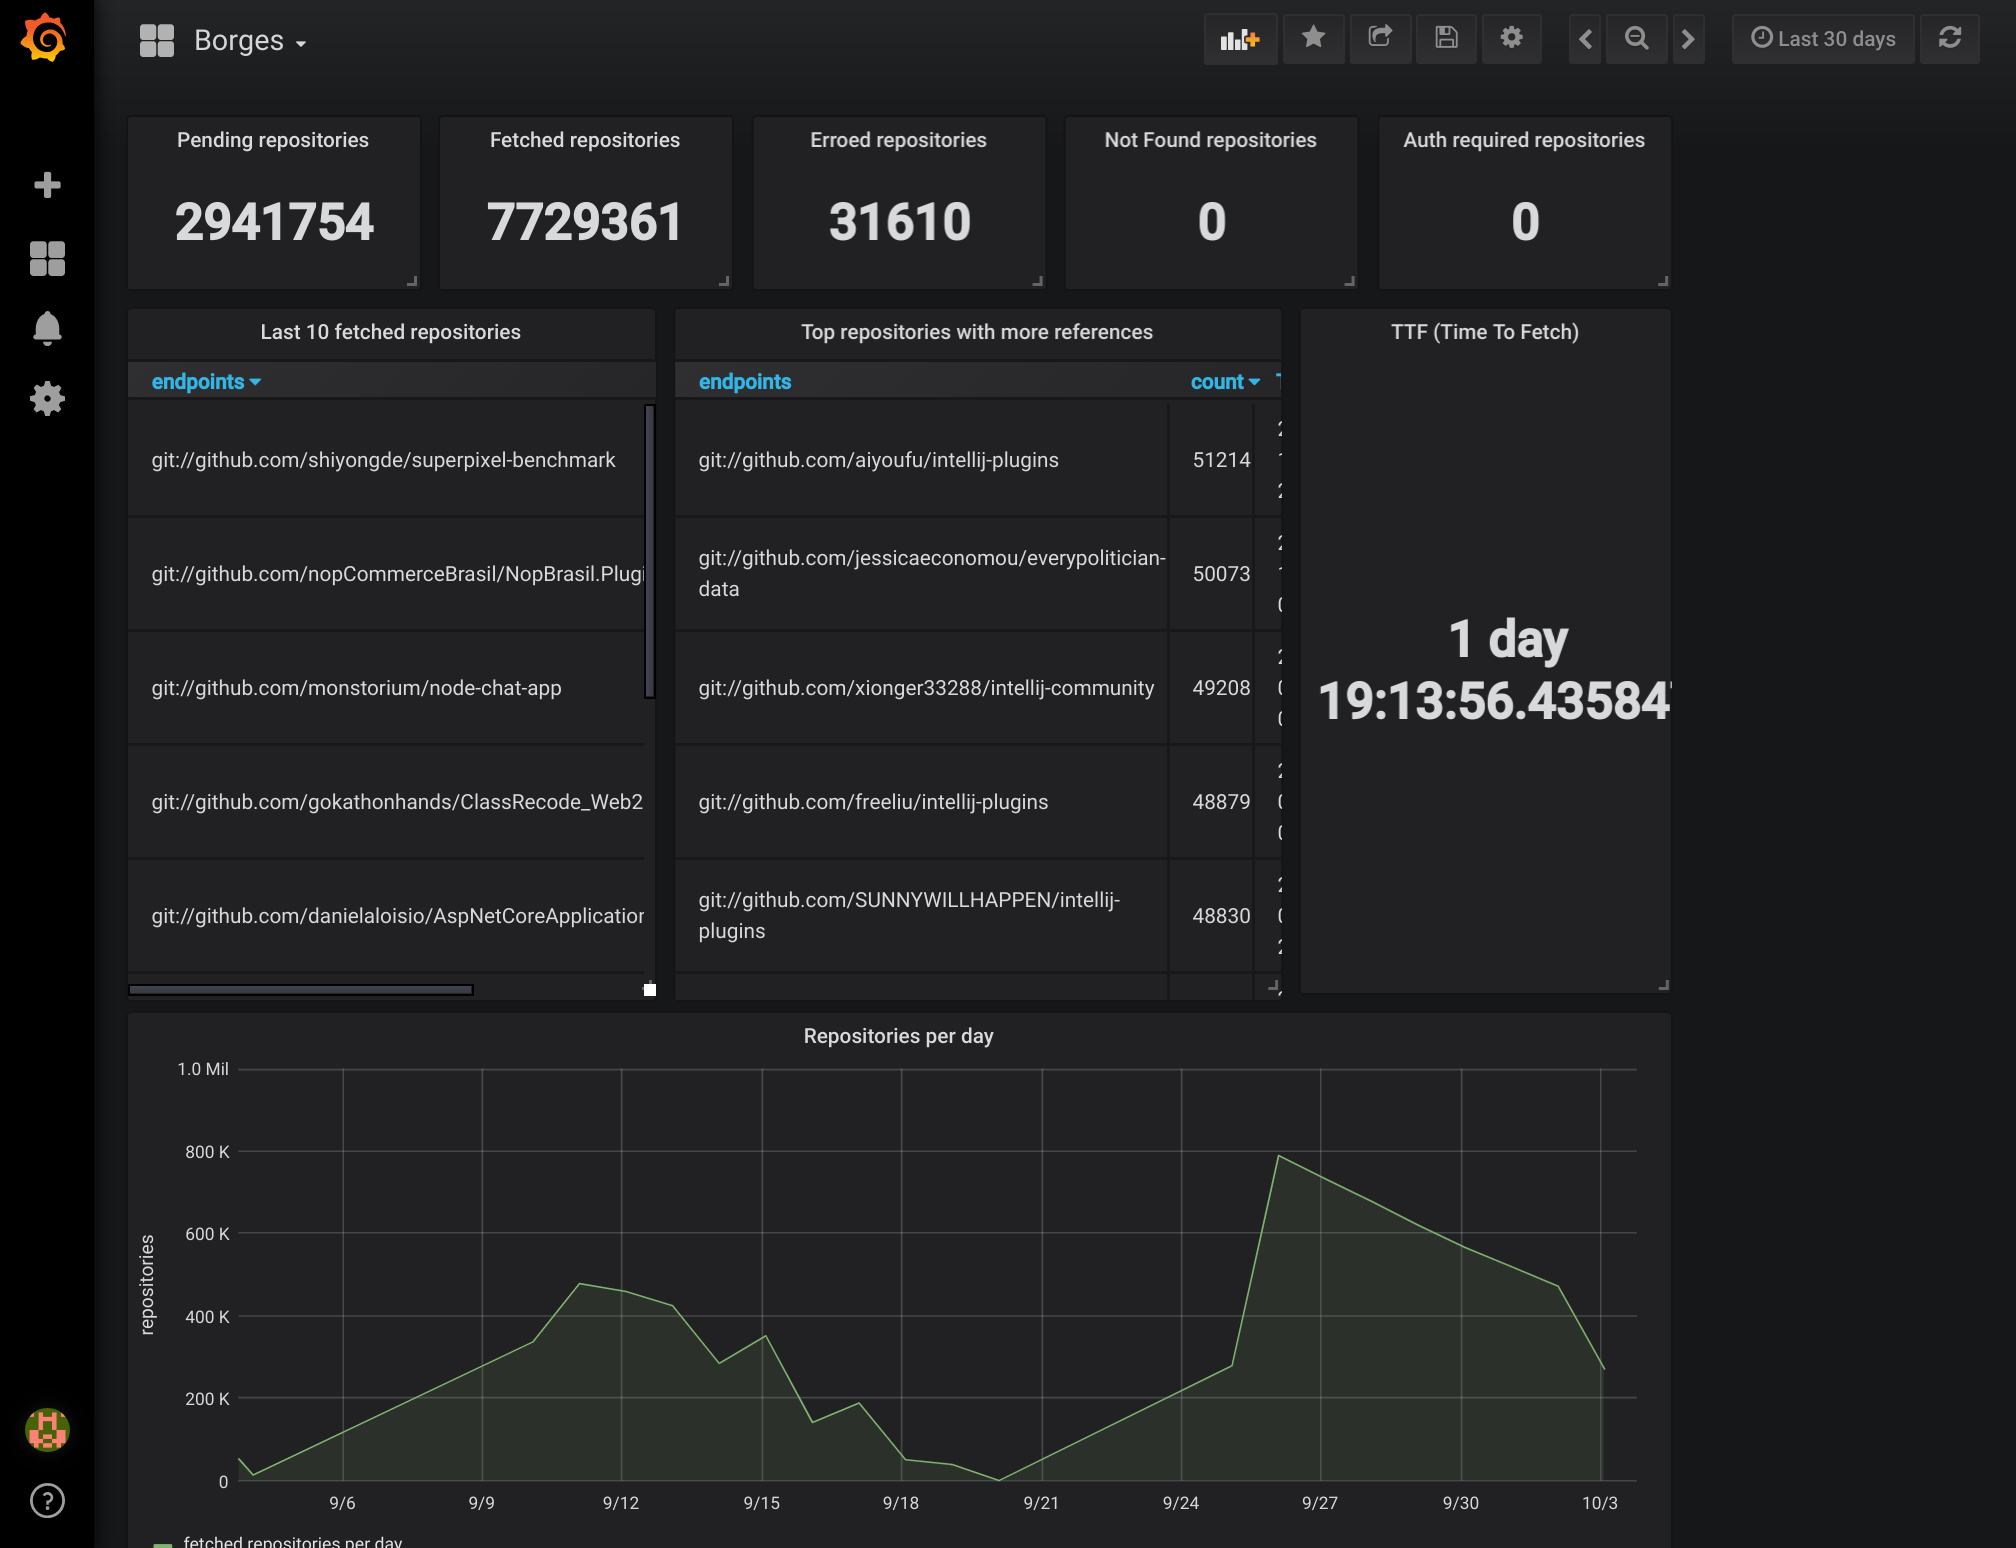 Borges
Last 30 days
Pending repositories
2941754
Fetched repositories
7729361
Erroed repositories
31610
Not Found repositories
0
Auth required repositories
0
Last 10 fetched repositories
endpoints
git://github.com/shiyongde/superpixel-benchmark
git://github.com/nopCommerceBrasil/NopBrasil.Plugi
git://github.com/monstorium/node-chat-app
git://github.com/gokathonhands/ClassRecode_Web2
git://github.com/danielaloisio/AspNetCoreApplication
Top repositories with more references
endpoints count
git://github.com/aiyoufu/intellij-plugins 51214
git://github.com/jessicaeconomou/everypolitician-
data
50073
git://github.com/xionger33288/intellij-community 49208
git://github.com/freeliu/intellij-plugins 48879
git://github.com/SUNNYWILLHAPPEN/intellij-
plugins
48830
TTF (Time To Fetch)
1 day
19:13:56.43584
Repositories per day
repositories
1.0 Mil
800 K
600 K
400 K
200 K
0
9/6 9/9 9/12 9/15 9/18 9/21 9/24 9/27 9/30 10/3
fetched repositories per day